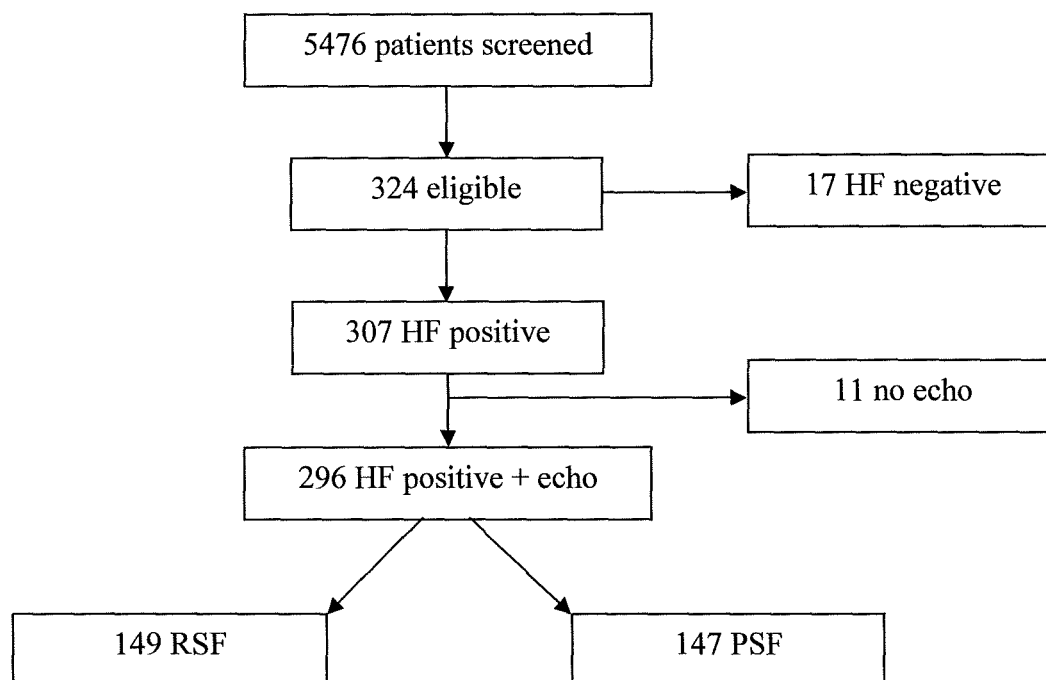 5476 patients screened
324 eligible
17 HF negative
307 HF positive
11 no echo
296 HF positive + echo
149 RSF
147 PSF